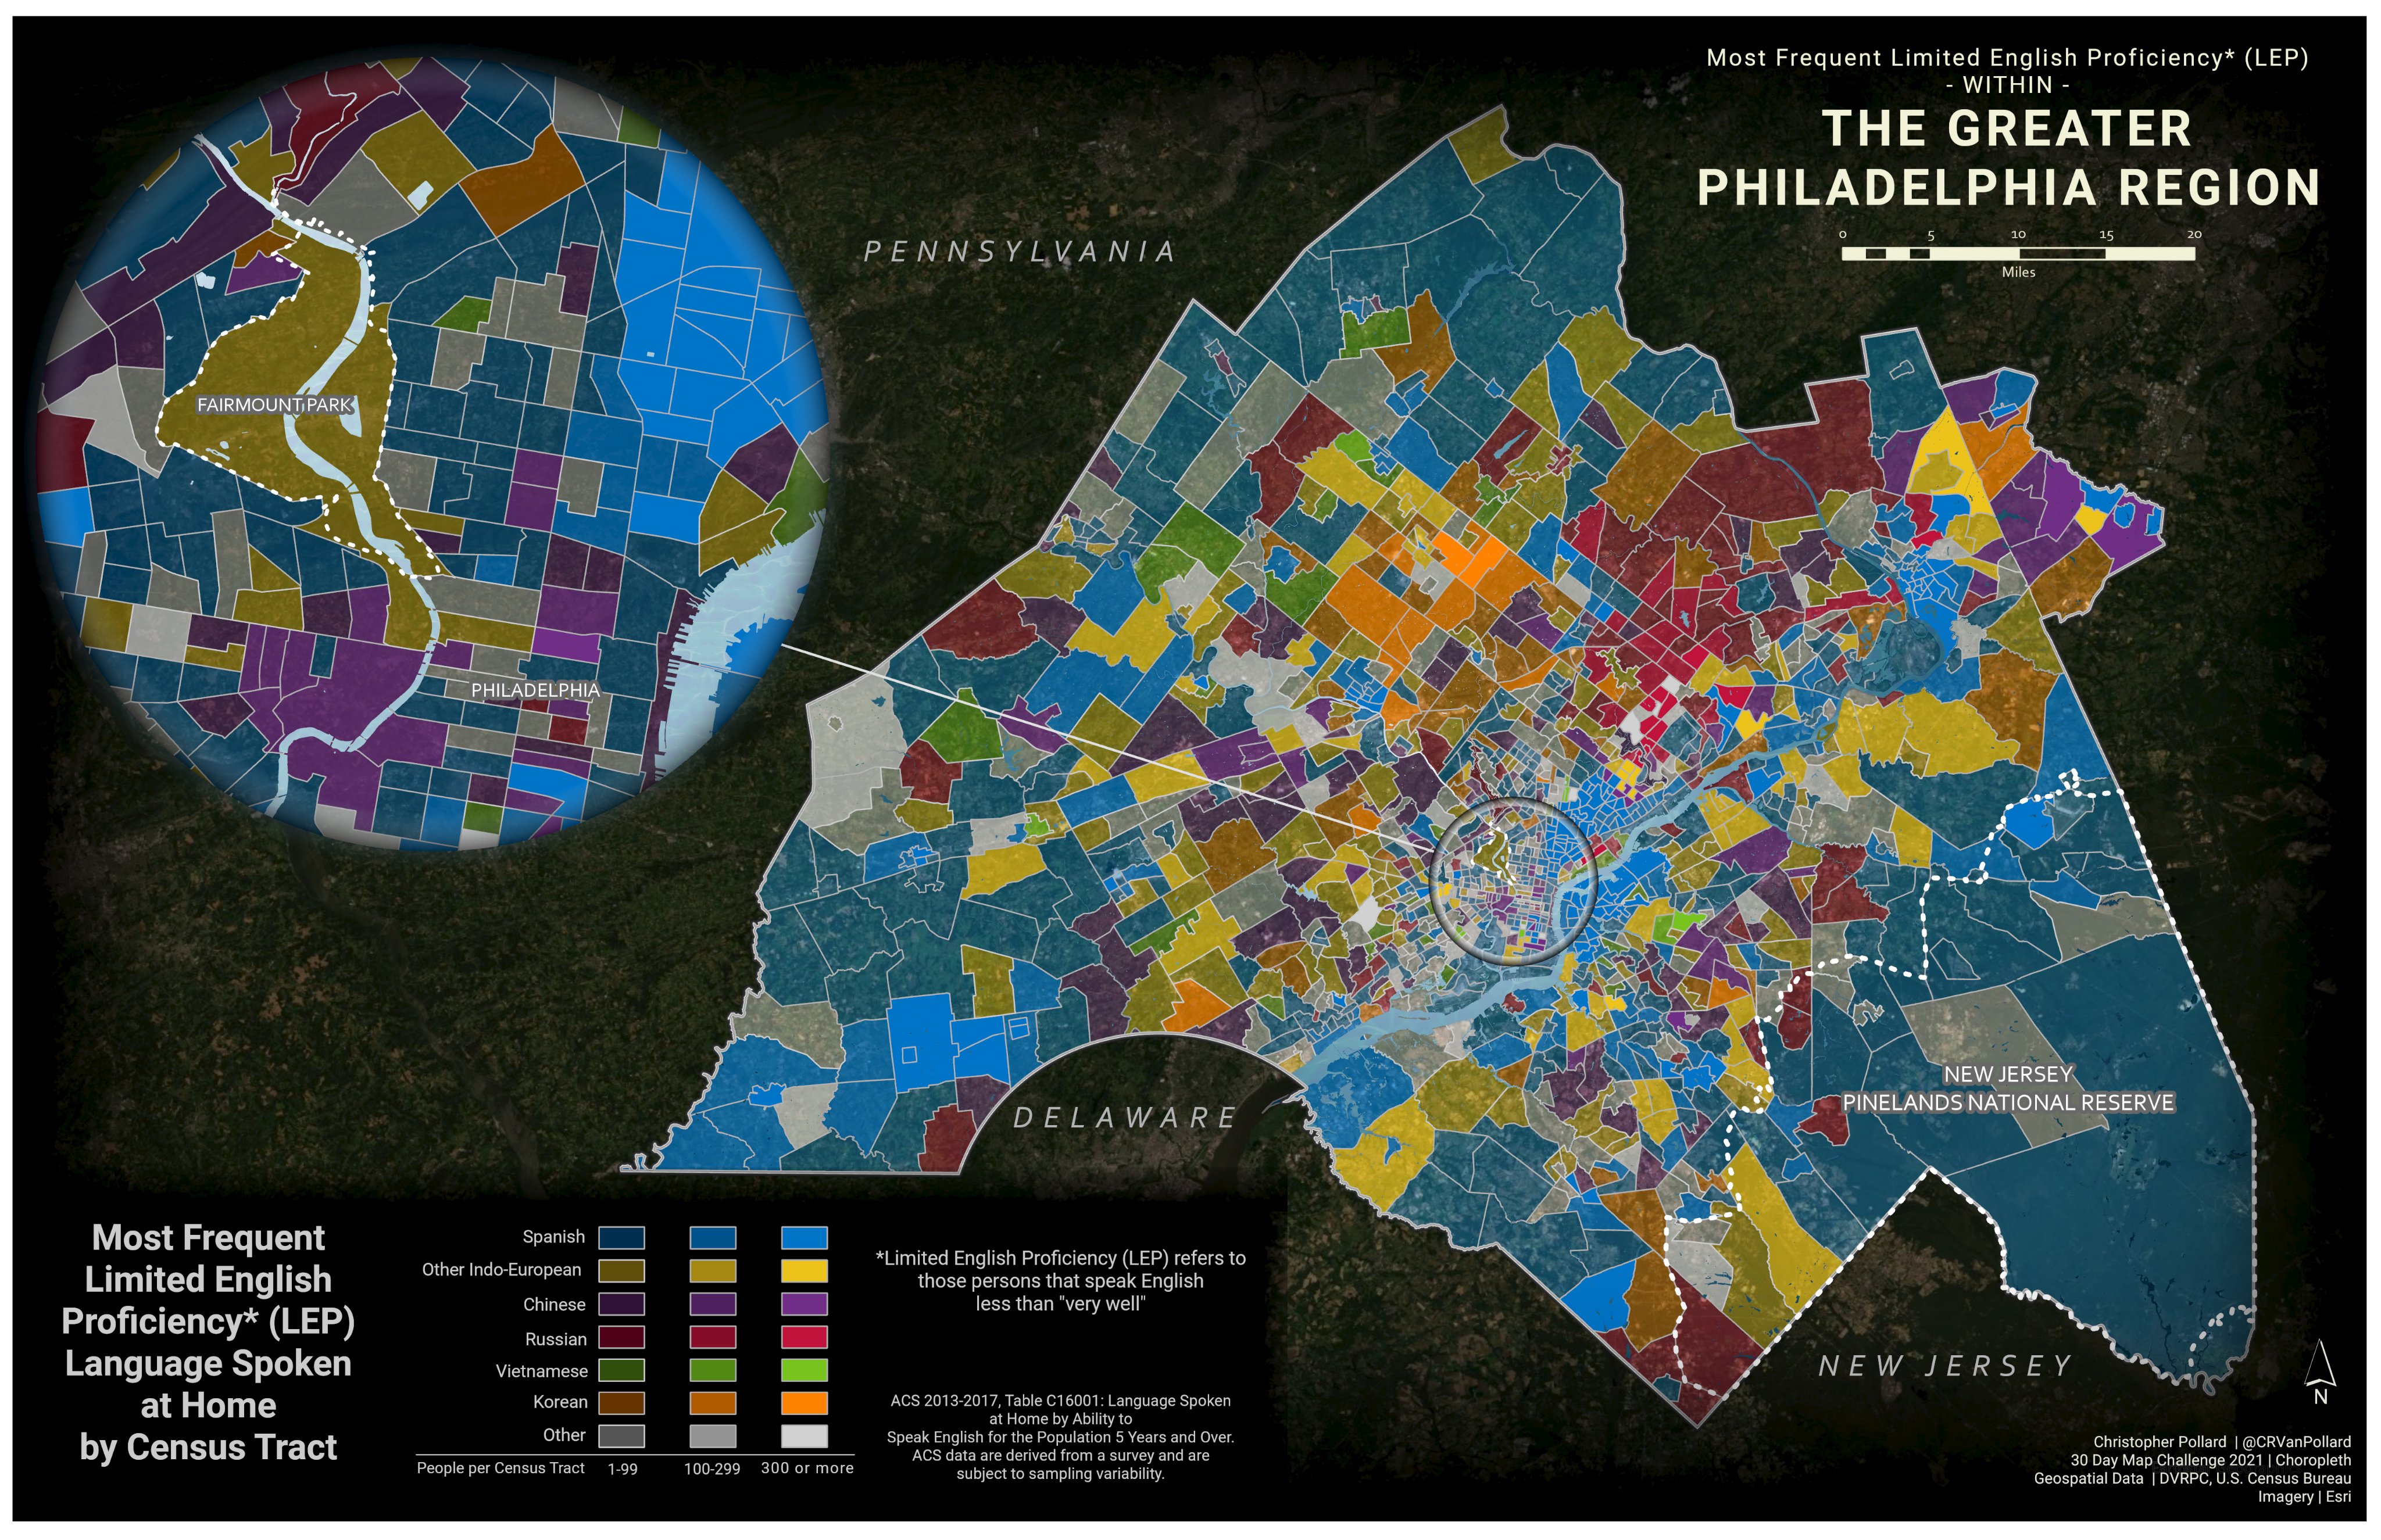 Most Frequent Limited English Proficiency* (LEP)
- WITHIN -
THE GREATER
PHILADELPHIA REGION
0 5 10 15 20
Miles
PENNSYLVANIA
FAIRMOUNT PARK
PHILADELPHIA
NEW JERSEY
PINELANDS NATIONAL RESERVE
DELAWARE
NEW JERSEY
N
Most Frequent
Limited English
Proficiency* (LEP)
Language Spoken
at Home
by Census Tract
Spanish
Other Indo-European
Chinese
Russian
Vietnamese
Korean
Other
People per Census Tract 1-99 100-299 300 or more
*Limited English Proficiency (LEP) refers to
those persons that speak English
less than "very well"
ACS 2013-2017, Table C16001: Language Spoken
at Home by Ability to
Speak English for the Population 5 Years and Over.
ACS data are derived from a survey and are
subject to sampling variability.
Christopher Pollard | @CRVanPollard
30 Day Map Challenge 2021 | Choropleth
Geospatial Data | DVRPC, U.S. Census Bureau
Imagery | Esri